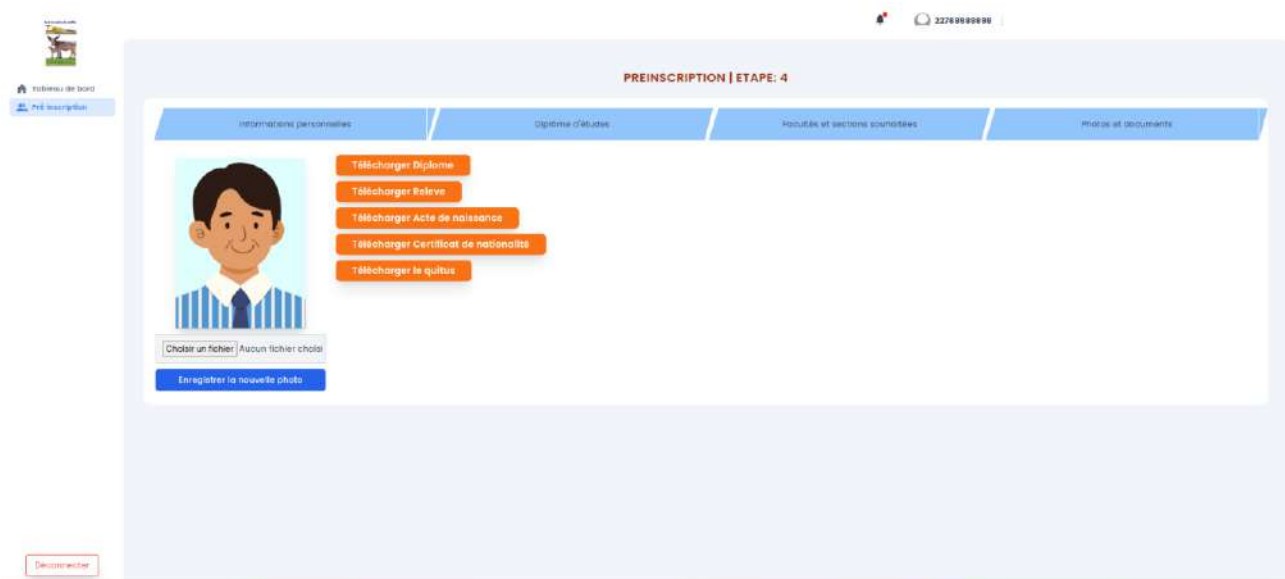 22789898898
Tableau de bord
Pré inscription
PREINSCRIPTION | ETAPE: 4
Informations personnelles
Diplôme d'études
Facultés et sections souhaitées
Photos et documents
Télécharger Diplome
Télécharger Releve
Télécharger Acte de naissance
Télécharger Certificat de nationalité
Télécharger le quitus
Choisir un fichier Aucun fichier choisi
Enregistrer la nouvelle photo
Déconnecter